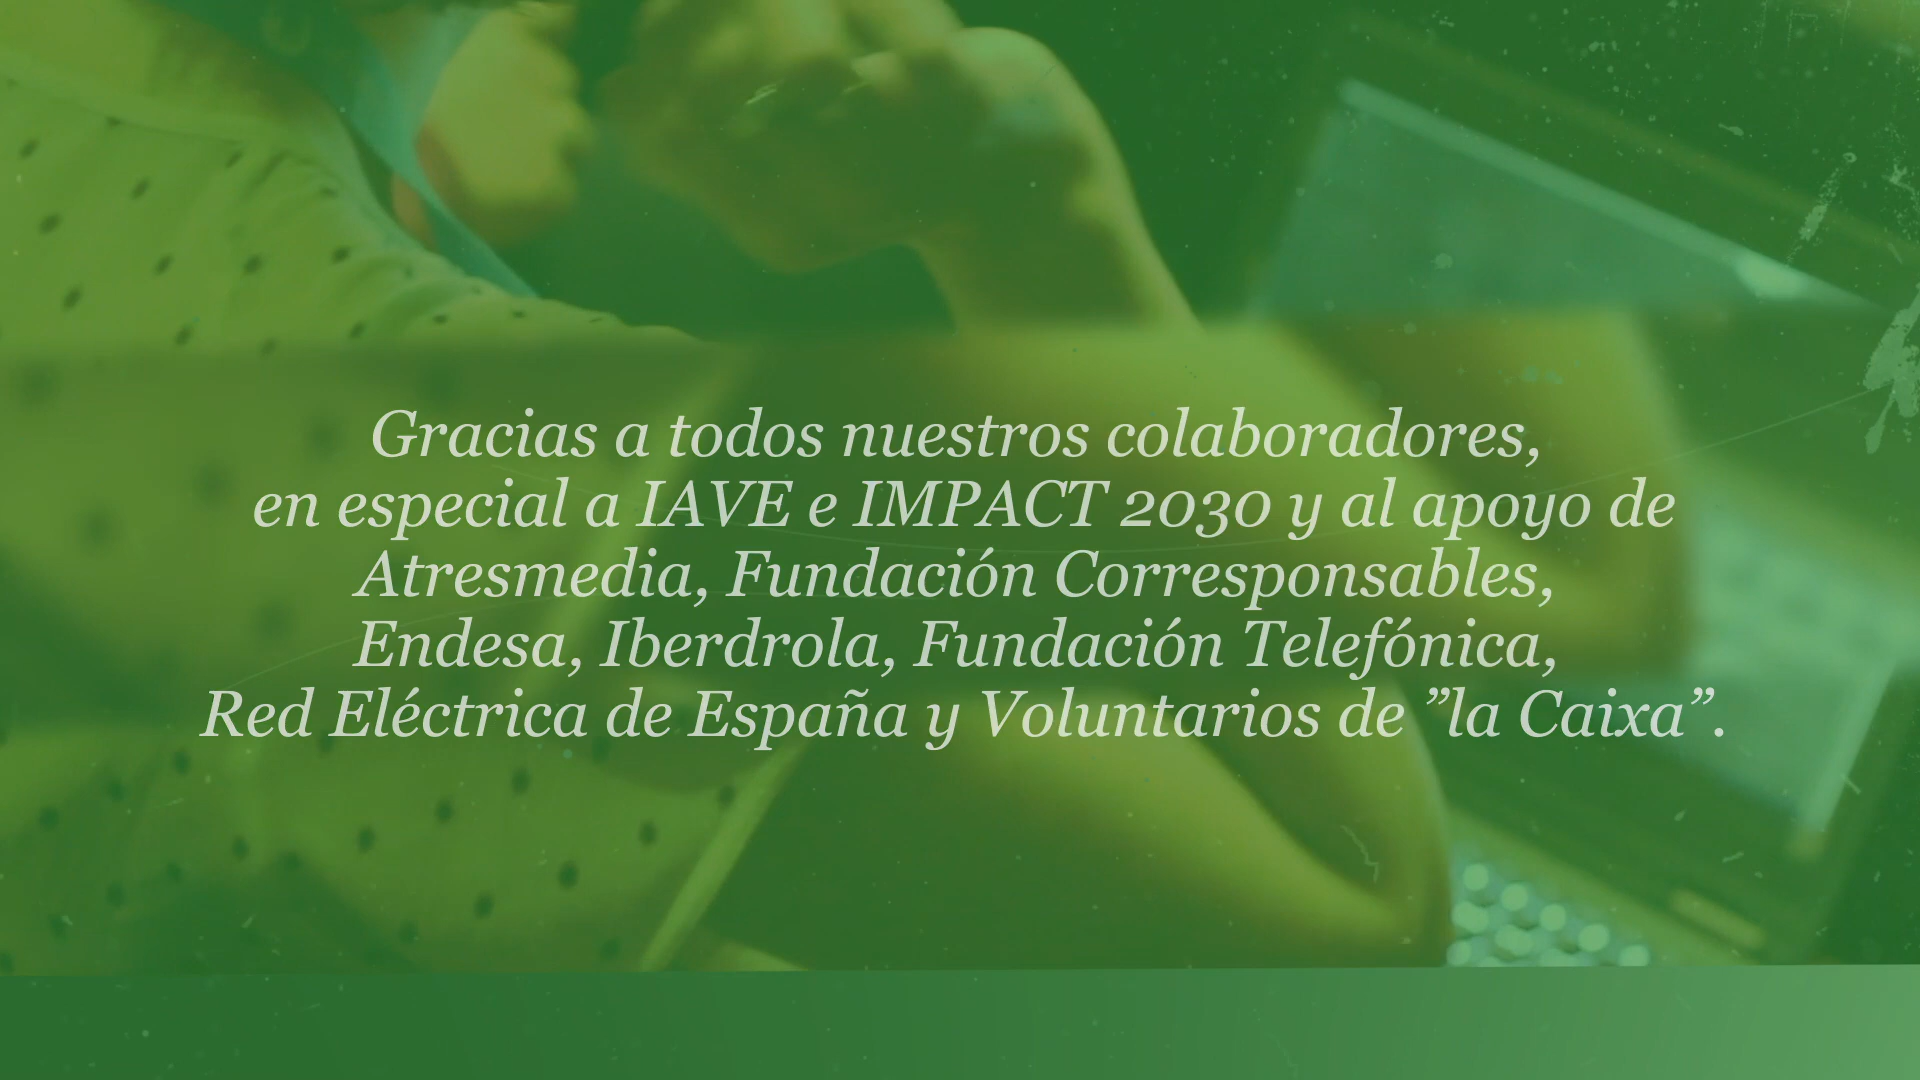 Gracias a todos nuestros colaboradores,
en especial a IAVE e IMPACT 2030 y al apoyo de
Atresmedia, Fundación Corresponsables,
Endesa, Iberdrola, Fundación Telefónica,
Red Eléctrica de España y Voluntarios de ”la Caixa”.